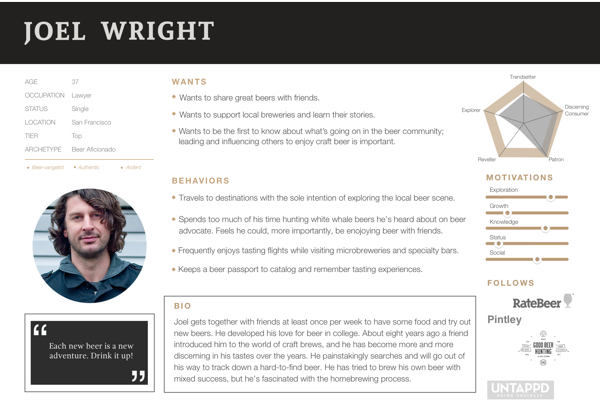 JOEL WRIGHT
AGE 37
OCCUPATION Lawyer
STATUS Single
LOCATION San Francisco
TIER Top
ARCHETYPE Beer Aficionado
Beer-vangelist Authentic Ardent
Each new beer is a new
adventure. Drink it up!
WANTS
Wants to share great beers with friends.
Wants to support local breweries and learn their stories.
Wants to be the first to know about what's going on in the beer community;
leading and influencing others to enjoy craft beer is important.
BEHAVIORS
Travels to destinations with the sole intention of exploring the local beer scene.
Spends too much of his time hunting white whale beers he's heard about on beer
advocate. Feels he could, more importantly, be enojoying beer with friends.
Frequently enjoys tasting flights while visiting microbreweries and specialty bars.
Keeps a beer passport to catalog and remember tasting experiences.
BIO
Joel gets together with friends at least once per week to have some food and try out
new beers. He developed his love for beer in college. About eight years ago a friend
introduced him to the world of craft brews, and he has become more and more
discerning in his tastes over the years. He painstakingly searches and will go out of
his way to track down a hard-to-find beer. He has tried to brew his own beer with
mixed success, but he's fascinated with the homebrewing process.
Trendsetter
Explorer
Discerning
Consumer
Reveller
Patron
MOTIVATIONS
Exploration
Growth
Knowledge
Status
Social
FOLLOWS
RateBeer
Pintley
GOOD BEER
HUNTING
UNTAPPD
DRINK SOCIALLY